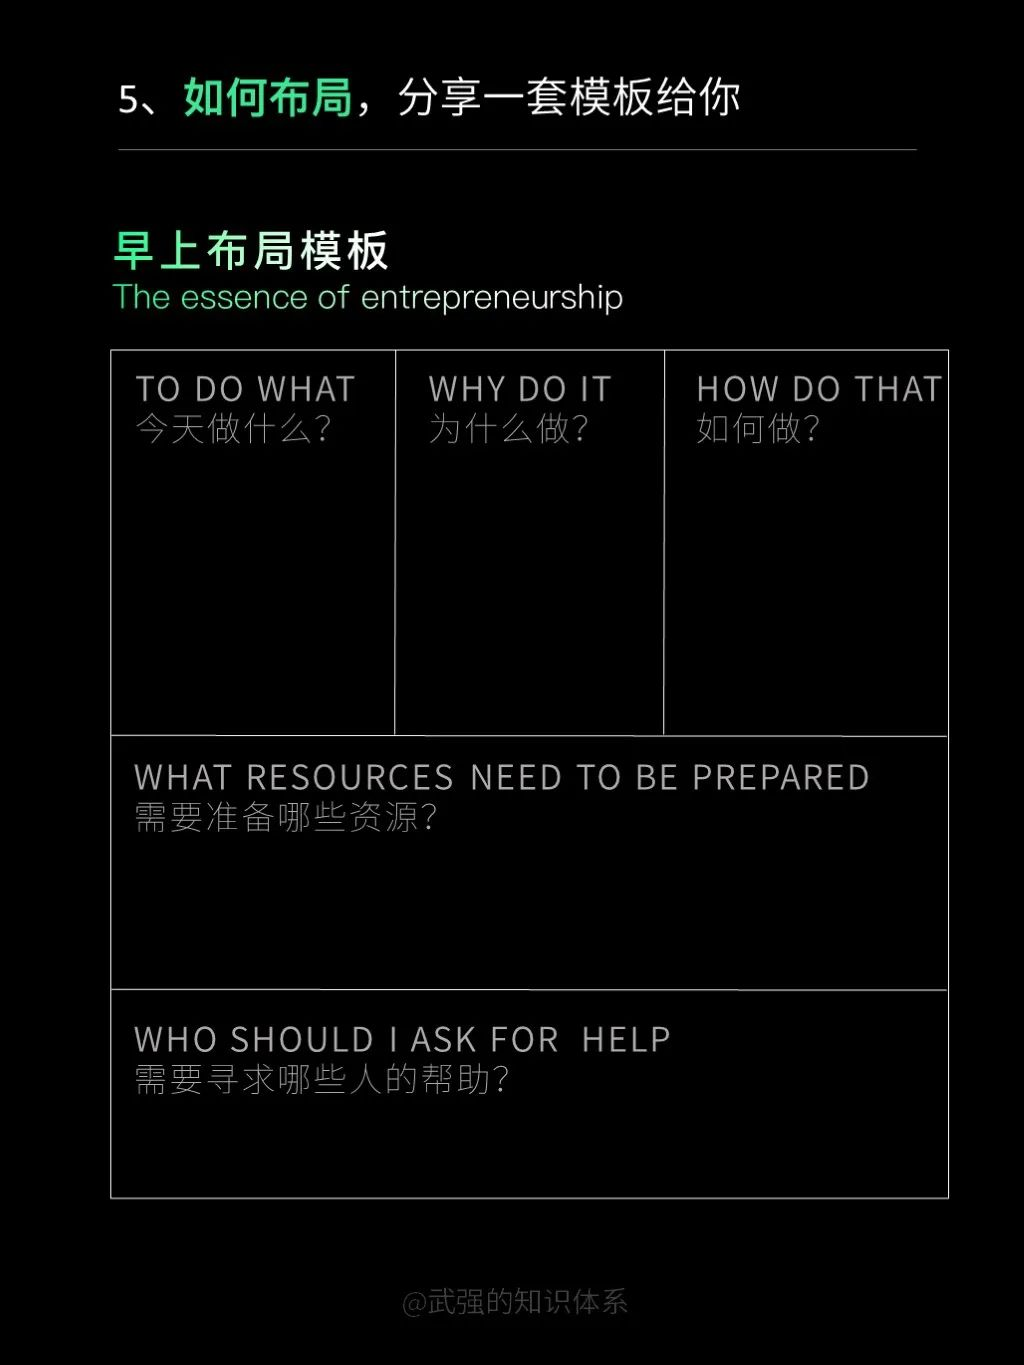 5、如何布局，分享一套模板给你
早上布局模板
The essence of entrepreneurship
TO DO WHAT
今天做什么？
WHY DO IT
为什么做？
HOW DO THAT
如何做？
WHAT RESOURCES NEED TO BE PREPARED
需要准备哪些资源？
WHO SHOULD I ASK FOR HELP
需要寻求哪些人的帮助？
@武强的知识体系